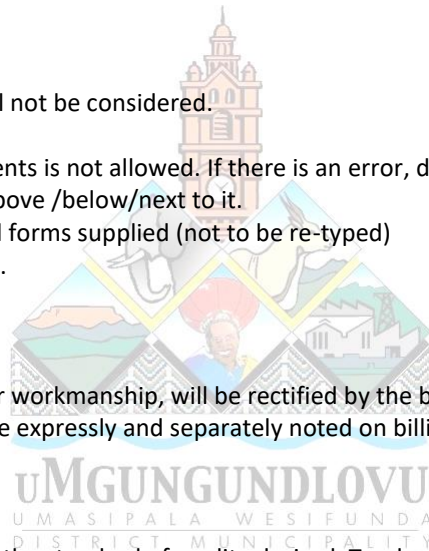 l not be considered.
ents is not allowed. If there is an error, d
bove /below/next to it.
l forms supplied (not to be re-typed)
.
r workmanship, will be rectified by the b
e expressly and separately noted on billi
uMGUNGUNDLOVU
UMASIPALA WESIFUNDA
DISTRICT MUNICIPALITY